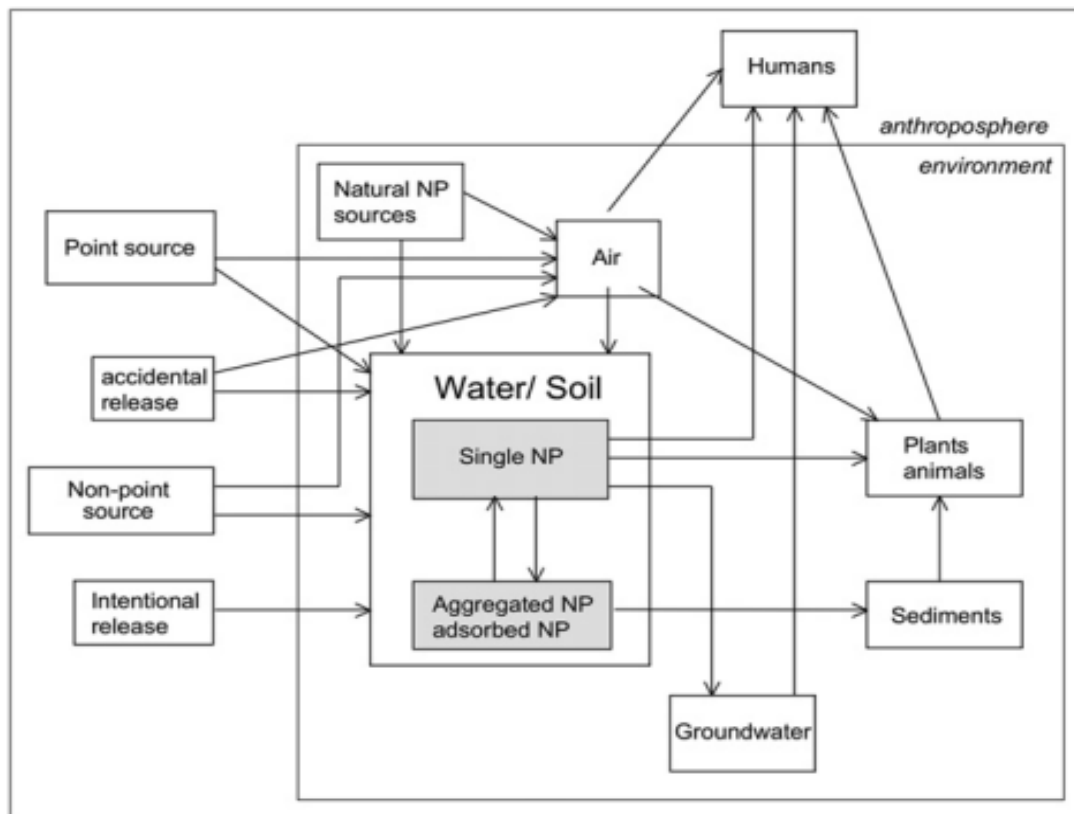 Humans
anthroposphere
environment
Natural NP
sources
Point source
Air
accidental
release
Water/ Soil
Single NP
Plants
animals
Non-point
source
Intentional
release
Aggregated NP
adsorbed NP
Sediments
Groundwater